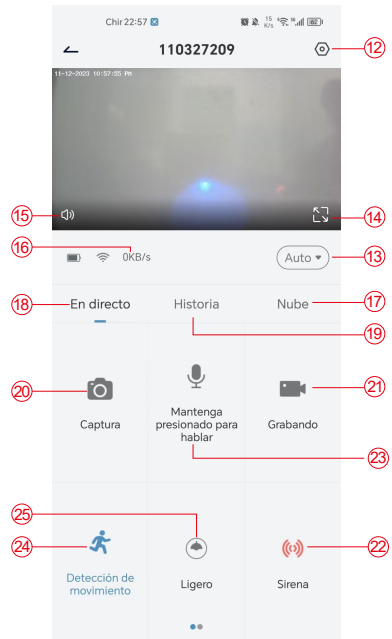 Chir 22:57 15 K/s 62
110327209
12
11-12-2023 10:57:55 PM
15
14
16
0KB/s
Auto
13
18
En directo
Historia
Nube
17
19
20
21
Captura
Mantenga
presionado para
hablar
Grabando
23
25
24
22
Detección de
movimiento
Ligero
Sirena